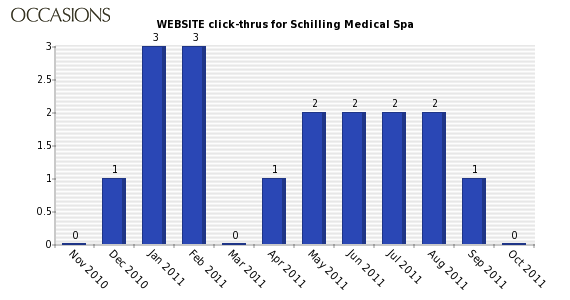 OCCASIONS
WEBSITE click-thrus for Schilling Medical Spa
3
2.5
2
1.5
1
0.5
0
0
1
3
3
0
1
2
2
2
2
1
0
Nov 2010
Dec 2010
Jan 2011
Feb 2011
Mar 2011
Apr 2011
May 2011
Jun 2011
Jul 2011
Aug 2011
Sep 2011
Oct 2011